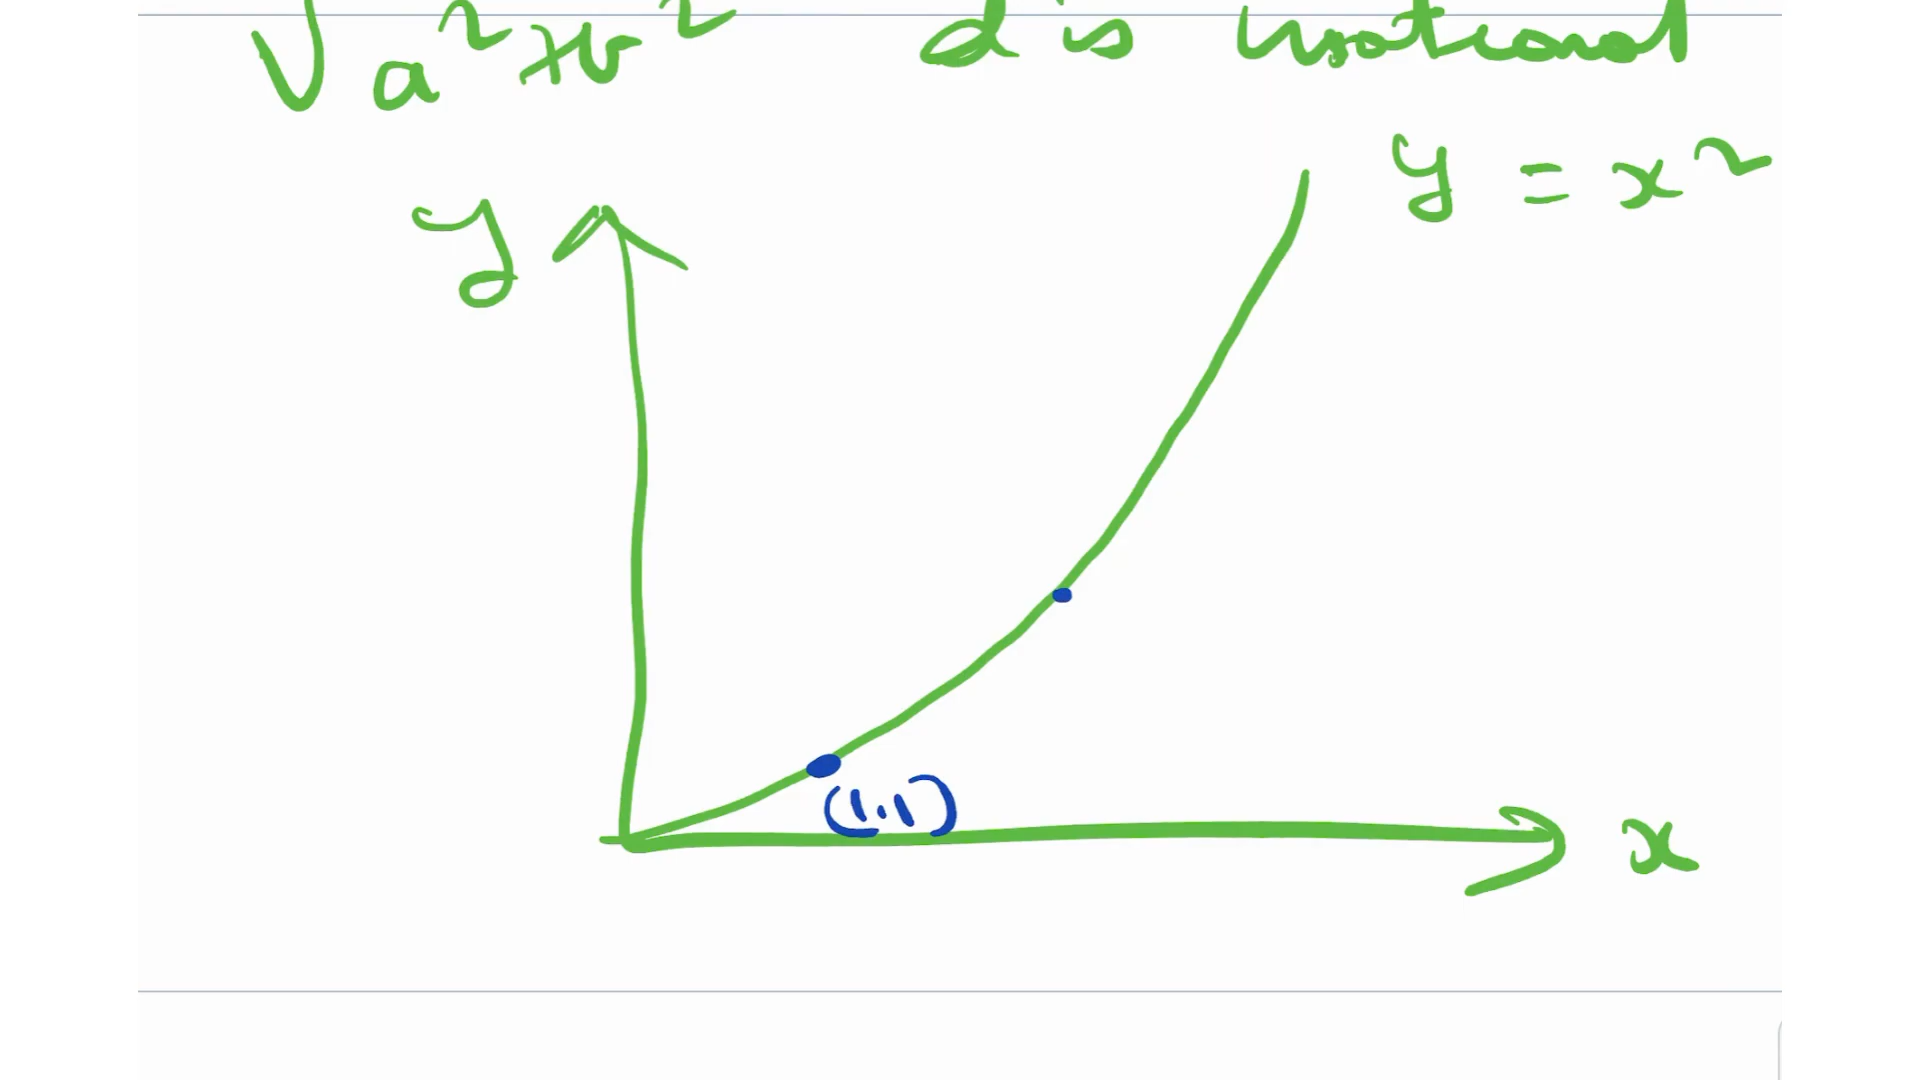 √a²+b² d is irrational
y = x²
y
(1,1)
x